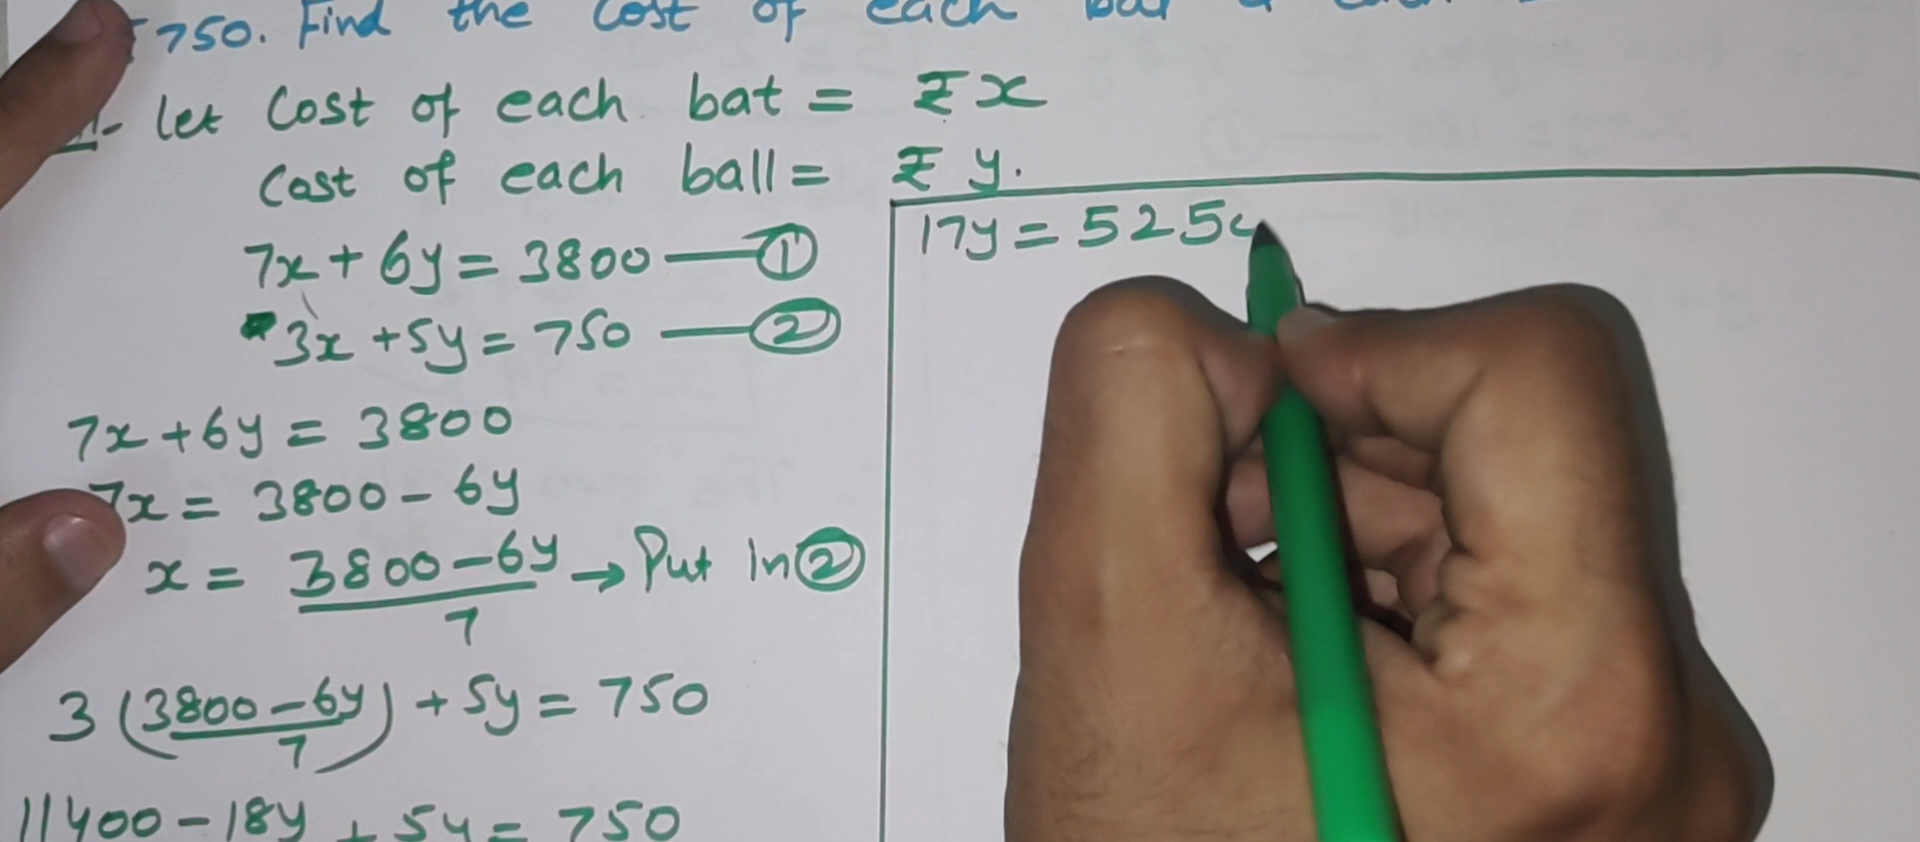 750. Find the cost of each bat & each
let Cost of each bat = ₹ x
Cost of each ball = ₹ y.
7x + 6y = 3800 — ①
3x + 5y = 750 — ②
7x + 6y = 3800
7x = 3800 - 6y
x = 3800 - 6y / 7 → Put in ②
3 (3800 - 6y / 7) + 5y = 750
11400 - 18y + 5y = 750
17y = 525